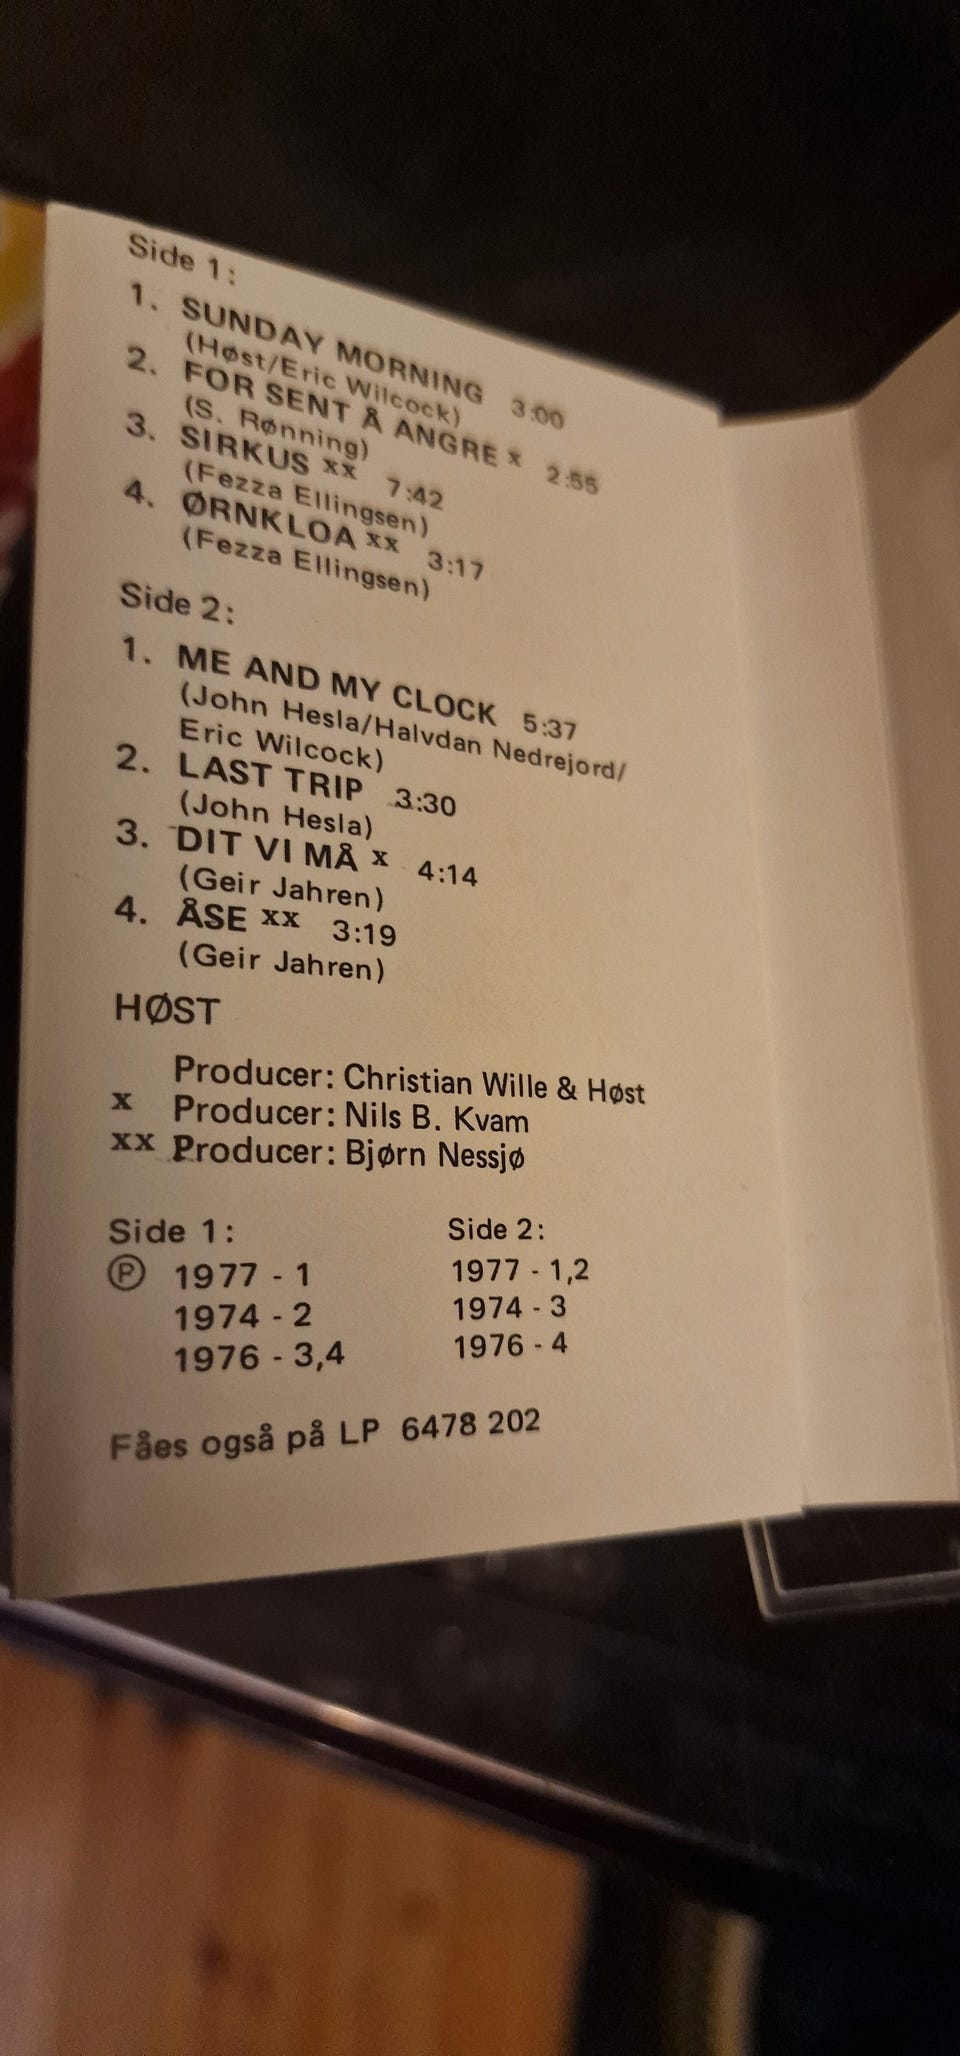 Side 1:
1. SUNDAY MORNING 3:00
(Høst/Eric Wilcock)
2. FOR SENT Å ANGRE x 2:55
(S. Rønning)
3. SIRKUS xx 7:42
(Fezza Ellingsen)
4. ØRNKLOA xx 3:17
(Fezza Ellingsen)
Side 2:
1. ME AND MY CLOCK 5:37
(John Hesla/Halvdan Nedrejord/
Eric Wilcock)
2. LAST TRIP 3:30
(John Hesla)
3. DIT VI MÅ x 4:14
(Geir Jahren)
4. ÅSE xx 3:19
(Geir Jahren)
HØST
Producer: Christian Wille & Høst
x Producer: Nils B. Kvam
xx Producer: Bjørn Nessjø
Side 1: Side 2:
Ⓟ 1977 - 1 1977 - 1,2
1974 - 2 1974 - 3
1976 - 3,4 1976 - 4
Fåes også på LP 6478 202